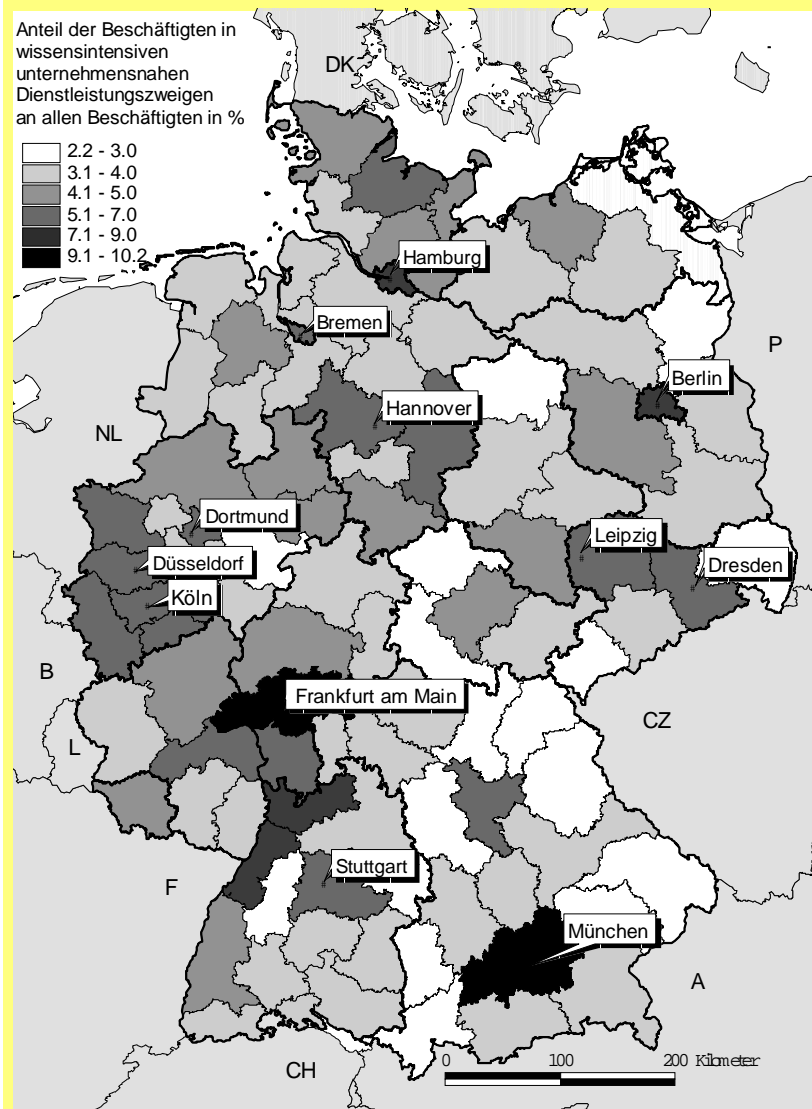 Anteil der Beschäftigten in
wissensintensiven
unternehmensnahen
Dienstleistungszweigen
an allen Beschäftigten in %
2.2 - 3.0
3.1 - 4.0
4.1 - 5.0
5.1 - 7.0
7.1 - 9.0
9.1 - 10.2
DK
Hamburg
Bremen
P
Berlin
Hannover
NL
Dortmund
Leipzig
Düsseldorf
Dresden
Köln
B
Frankfurt am Main
CZ
L
Stuttgart
F
München
A
0 100 200 Kilometer
CH